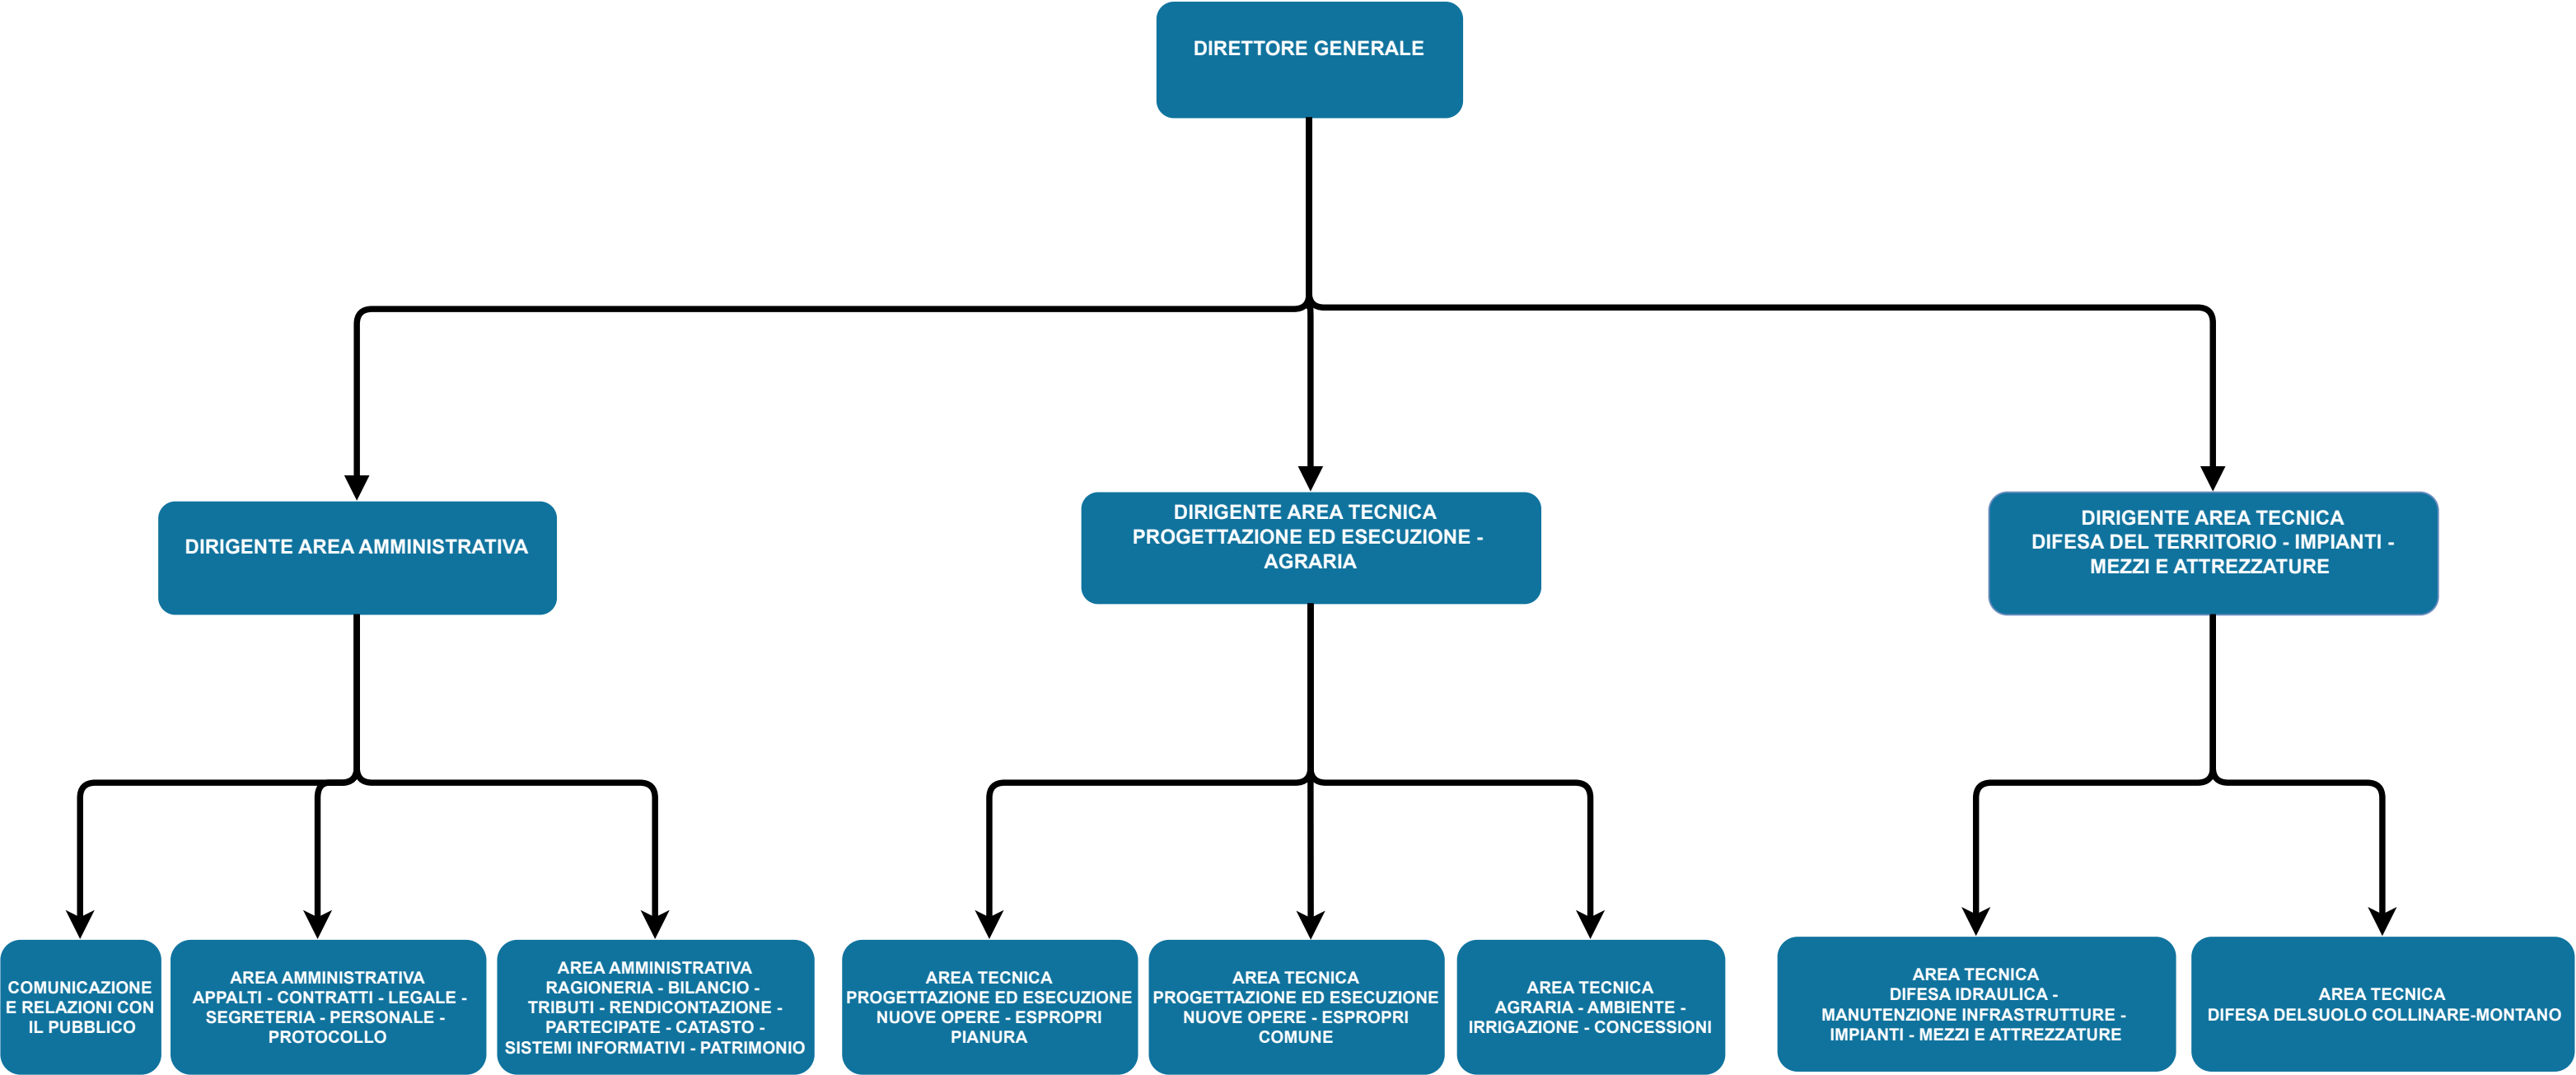 DIRETTORE GENERALE
DIRIGENTE AREA AMMINISTRATIVA
DIRIGENTE AREA TECNICA
PROGETTAZIONE ED ESECUZIONE -
AGRARIA
DIRIGENTE AREA TECNICA
DIFESA DEL TERRITORIO - IMPIANTI -
MEZZI E ATTREZZATURE
COMUNICAZIONE
E RELAZIONI CON
IL PUBBLICO
AREA AMMINISTRATIVA
APPALTI - CONTRATTI - LEGALE -
SEGRETERIA - PERSONALE -
PROTOCOLLO
AREA AMMINISTRATIVA
RAGIONERIA - BILANCIO -
TRIBUTI - RENDICONTAZIONE -
PARTECIPATE - CATASTO -
SISTEMI INFORMATIVI - PATRIMONIO
AREA TECNICA
PROGETTAZIONE ED ESECUZIONE
NUOVE OPERE - ESPROPRI
PIANURA
AREA TECNICA
PROGETTAZIONE ED ESECUZIONE
NUOVE OPERE - ESPROPRI
COMUNE
AREA TECNICA
AGRARIA - AMBIENTE -
IRRIGAZIONE - CONCESSIONI
AREA TECNICA
DIFESA IDRAULICA -
MANUTENZIONE INFRASTRUTTURE -
IMPIANTI - MEZZI E ATTREZZATURE
AREA TECNICA
DIFESA DELSUOLO COLLINARE-MONTANO